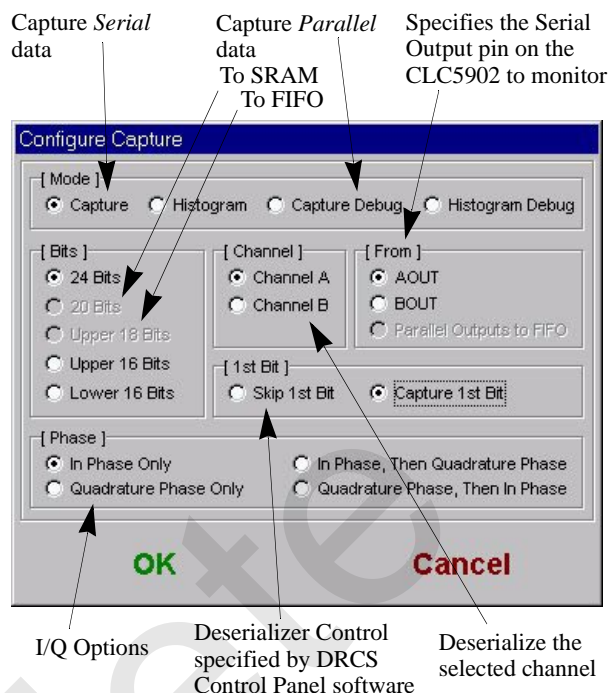 Capture Serial
data
Capture Parallel
data
To SRAM
To FIFO
Specifies the Serial
Output pin on the
CLC5902 to monitor
Configure Capture
[ Mode ]
Capture Histogram Capture Debug Histogram Debug
[ Bits ]
24 Bits
20 Bits
Upper 18 Bits
Upper 16 Bits
Lower 16 Bits
[ Channel ]
Channel A
Channel B
[ From ]
AOUT
BOUT
Parallel Outputs to FIFO
[ 1st Bit ]
Skip 1st Bit Capture 1st Bit
[ Phase ]
In Phase Only In Phase, Then Quadrature Phase
Quadrature Phase Only Quadrature Phase, Then In Phase
OK Cancel
I/Q Options
Deserializer Control
specified by DRCS
Control Panel software
Deserialize the
selected channel